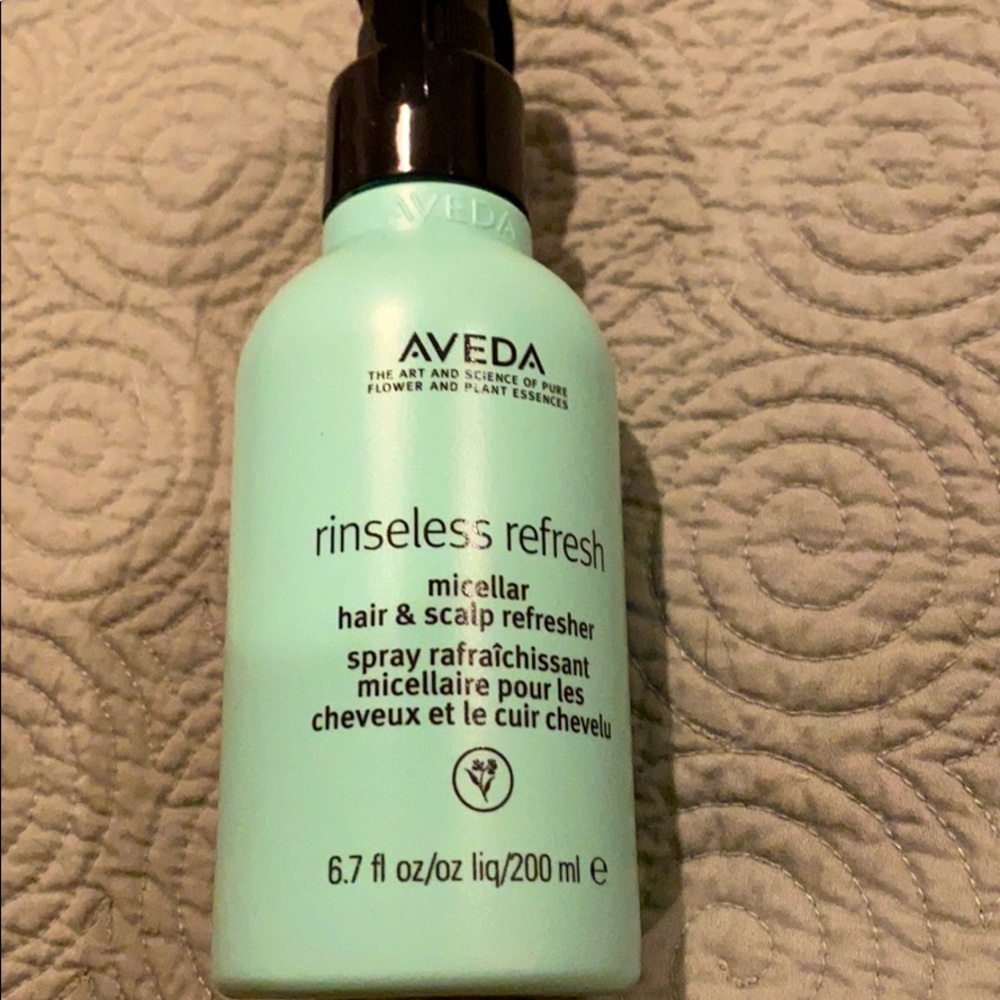 AVEDA
AVEDA
THE ART AND SCIENCE OF PURE
FLOWER AND PLANT ESSENCES
rinseless refresh
micellar
hair & scalp refresher
spray rafraîchissant
micellaire pour les
cheveux et le cuir chevelu
6.7 fl oz/oz liq/200 ml ℮